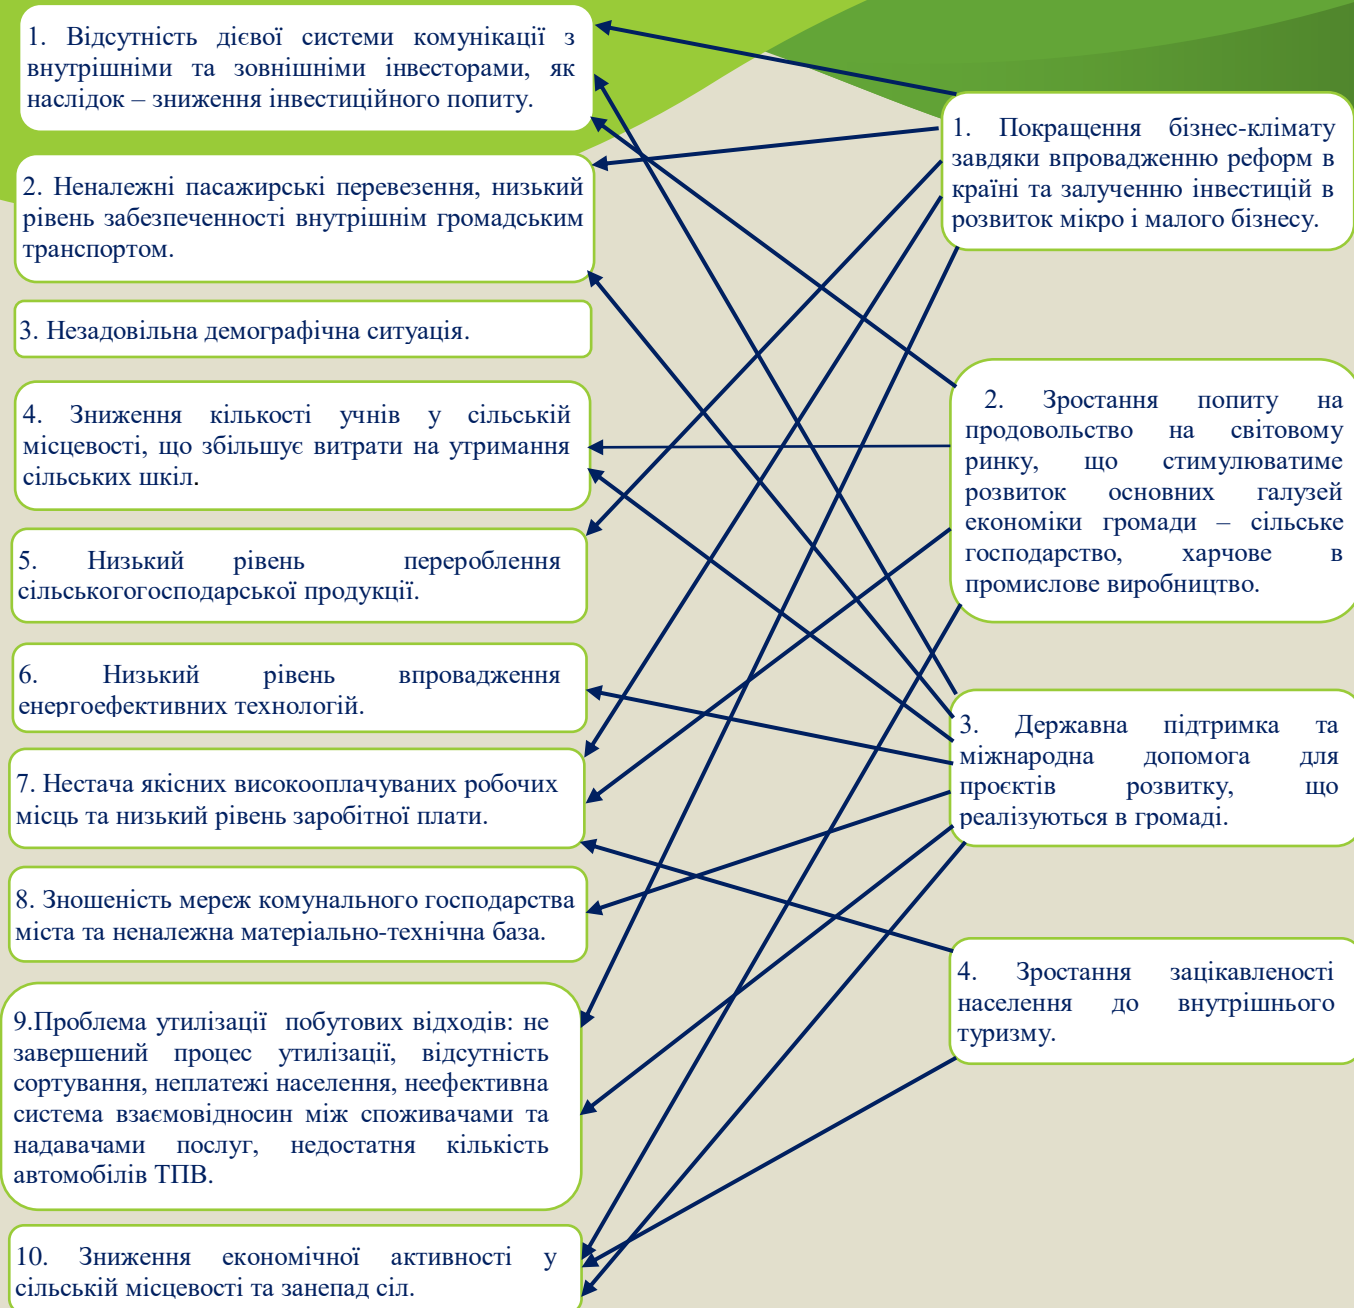 1. Відсутність дієвої системи комунікації з
внутрішніми та зовнішніми інвесторами, як
наслідок – зниження інвестиційного попиту.
2. Неналежні пасажирські перевезення, низький
рівень забезпеченності внутрішнім громадським
транспортом.
3. Незадовільна демографічна ситуація.
4. Зниження кількості учнів у сільській
місцевості, що збільшує витрати на утримання
сільських шкіл.
5. Низький рівень перероблення
сільськогогосподарської продукції.
6. Низький рівень впровадження
енергоефективних технологій.
7. Нестача якісних високооплачуваних робочих
місць та низький рівень заробітної плати.
8. Зношеність мереж комунального господарства
міста та неналежна матеріально-технічна база.
9.Проблема утилізації побутових відходів: не
завершений процес утилізації, відсутність
сортування, неплатежі населення, неефективна
система взаємовідносин між споживачами та
надавачами послуг, недостатня кількість
автомобілів ТПВ.
10. Зниження економічної активності у
сільській місцевості та занепад сіл.
1. Покращення бізнес-клімату
завдяки впровадженню реформ в
країні та залученню інвестицій в
розвиток мікро і малого бізнесу.
2. Зростання попиту на
продовольство на світовому
ринку, що стимулюватиме
розвиток основних галузей
економіки громади – сільське
господарство, харчове в
промислове виробництво.
3. Державна підтримка та
міжнародна допомога для
проєктів розвитку, що
реалізуються в громаді.
4. Зростання зацікавленості
населення до внутрішнього
туризму.